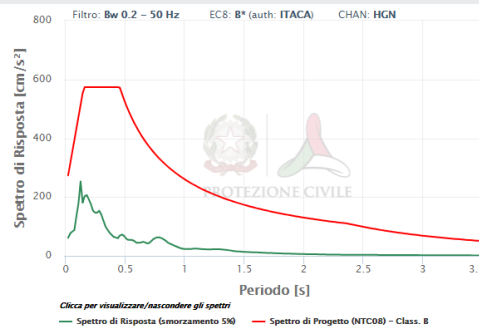 Filtro: Bw 0.2 – 50 Hz EC8: B* (auth: ITACA) CHAN: HGN
Spettro di Risposta [cm/s²]
800
600
400
200
0
PROTEZIONE CIVILE
0 0.5 1 1.5 2 2.5 3 3.
Periodo [s]
Clicca per visualizzare/nascondere gli spettri
Spettro di Risposta (smorzamento 5%) Spettro di Progetto (NTC08) – Class. B